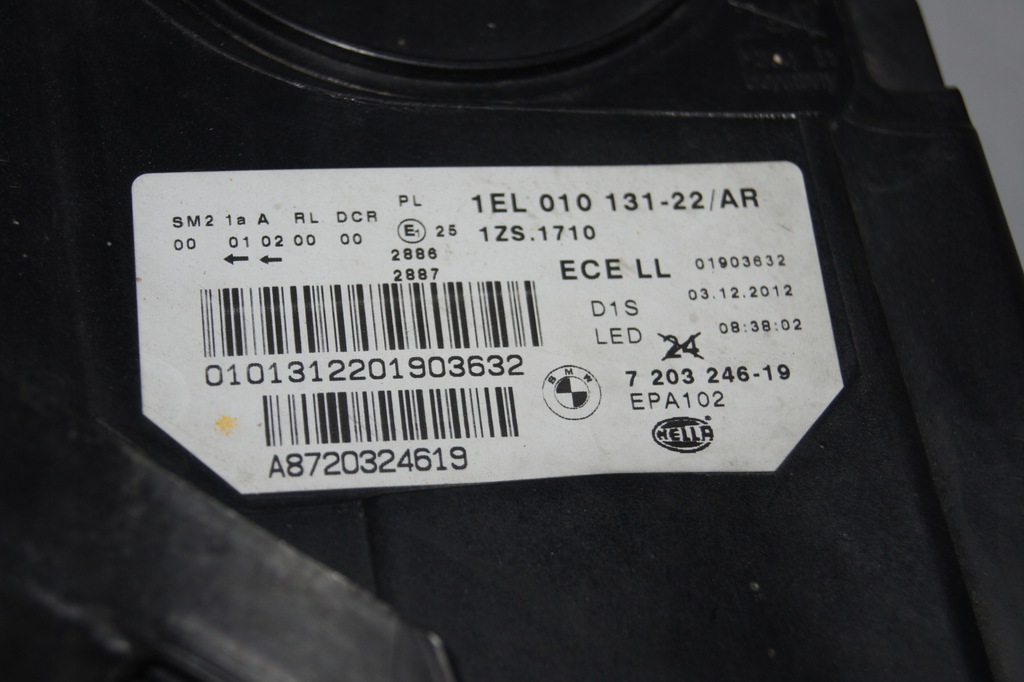 SM2 1a A RL DCR PL 1EL 010 131-22/AR
00 01 02 00 00 E1 25 1ZS.1710
2886
2887
ECE LL 01903632
D1S 03.12.2012
LED 24 08:38:02
0101312201903632
BMW 7 203 246-19
EPA102
HELLA
A8720324619